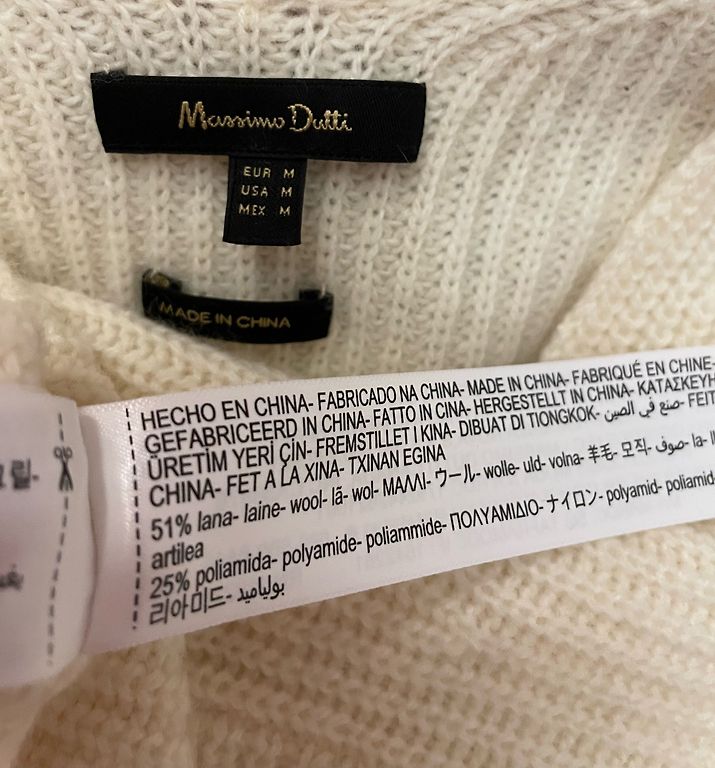 Massimo Dutti
EUR M
USA M
MEX M
MADE IN CHINA
HECHO EN CHINA- FABRICADO NA CHINA- MADE IN CHINA- FABRIQUÉ EN CHINE-
GEFABRICEERD IN CHINA- FATTO IN CINA- HERGESTELLT IN CHINA- ΚΑΤΑΣΚΕΥΗ
ÜRETİM YERİ ÇİN- FREMSTILLET I KINA- DIBUAT DI TIONGKOK- صنع في الصين- FEIT
CHINA- FET A LA XINA- TXINAN EGINA
51% lana- laine- wool- lã- wol- ΜΑΛΛΙ- ウール- wolle- uld- volna- 羊毛- 모직- صوف- la-
artilea
25% poliamida- polyamide- poliammide- ΠΟΛΥΑΜΙΔΙΟ- ナイロン- polyamid- poliamid-
리아미드- بولياميد